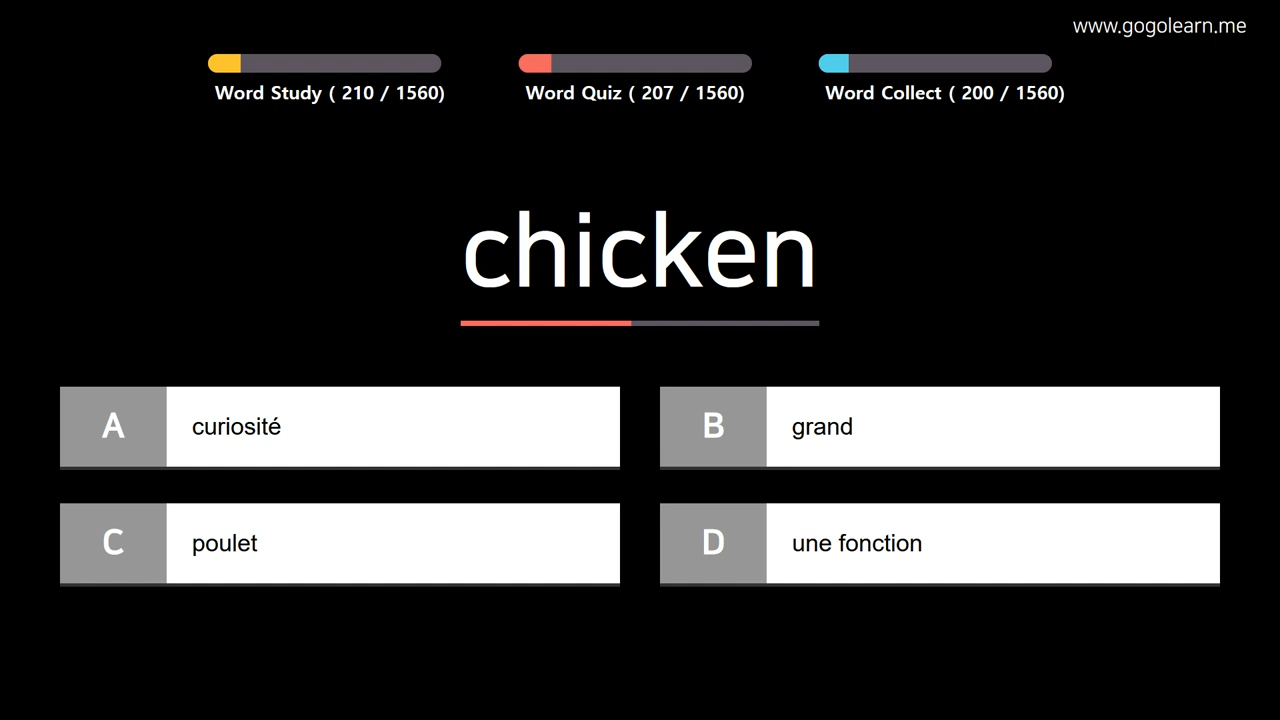 www.gogolearn.me
Word Study ( 210 / 1560)
Word Quiz ( 207 / 1560)
Word Collect ( 200 / 1560)
chicken
A
curiosité
B
grand
C
poulet
D
une fonction